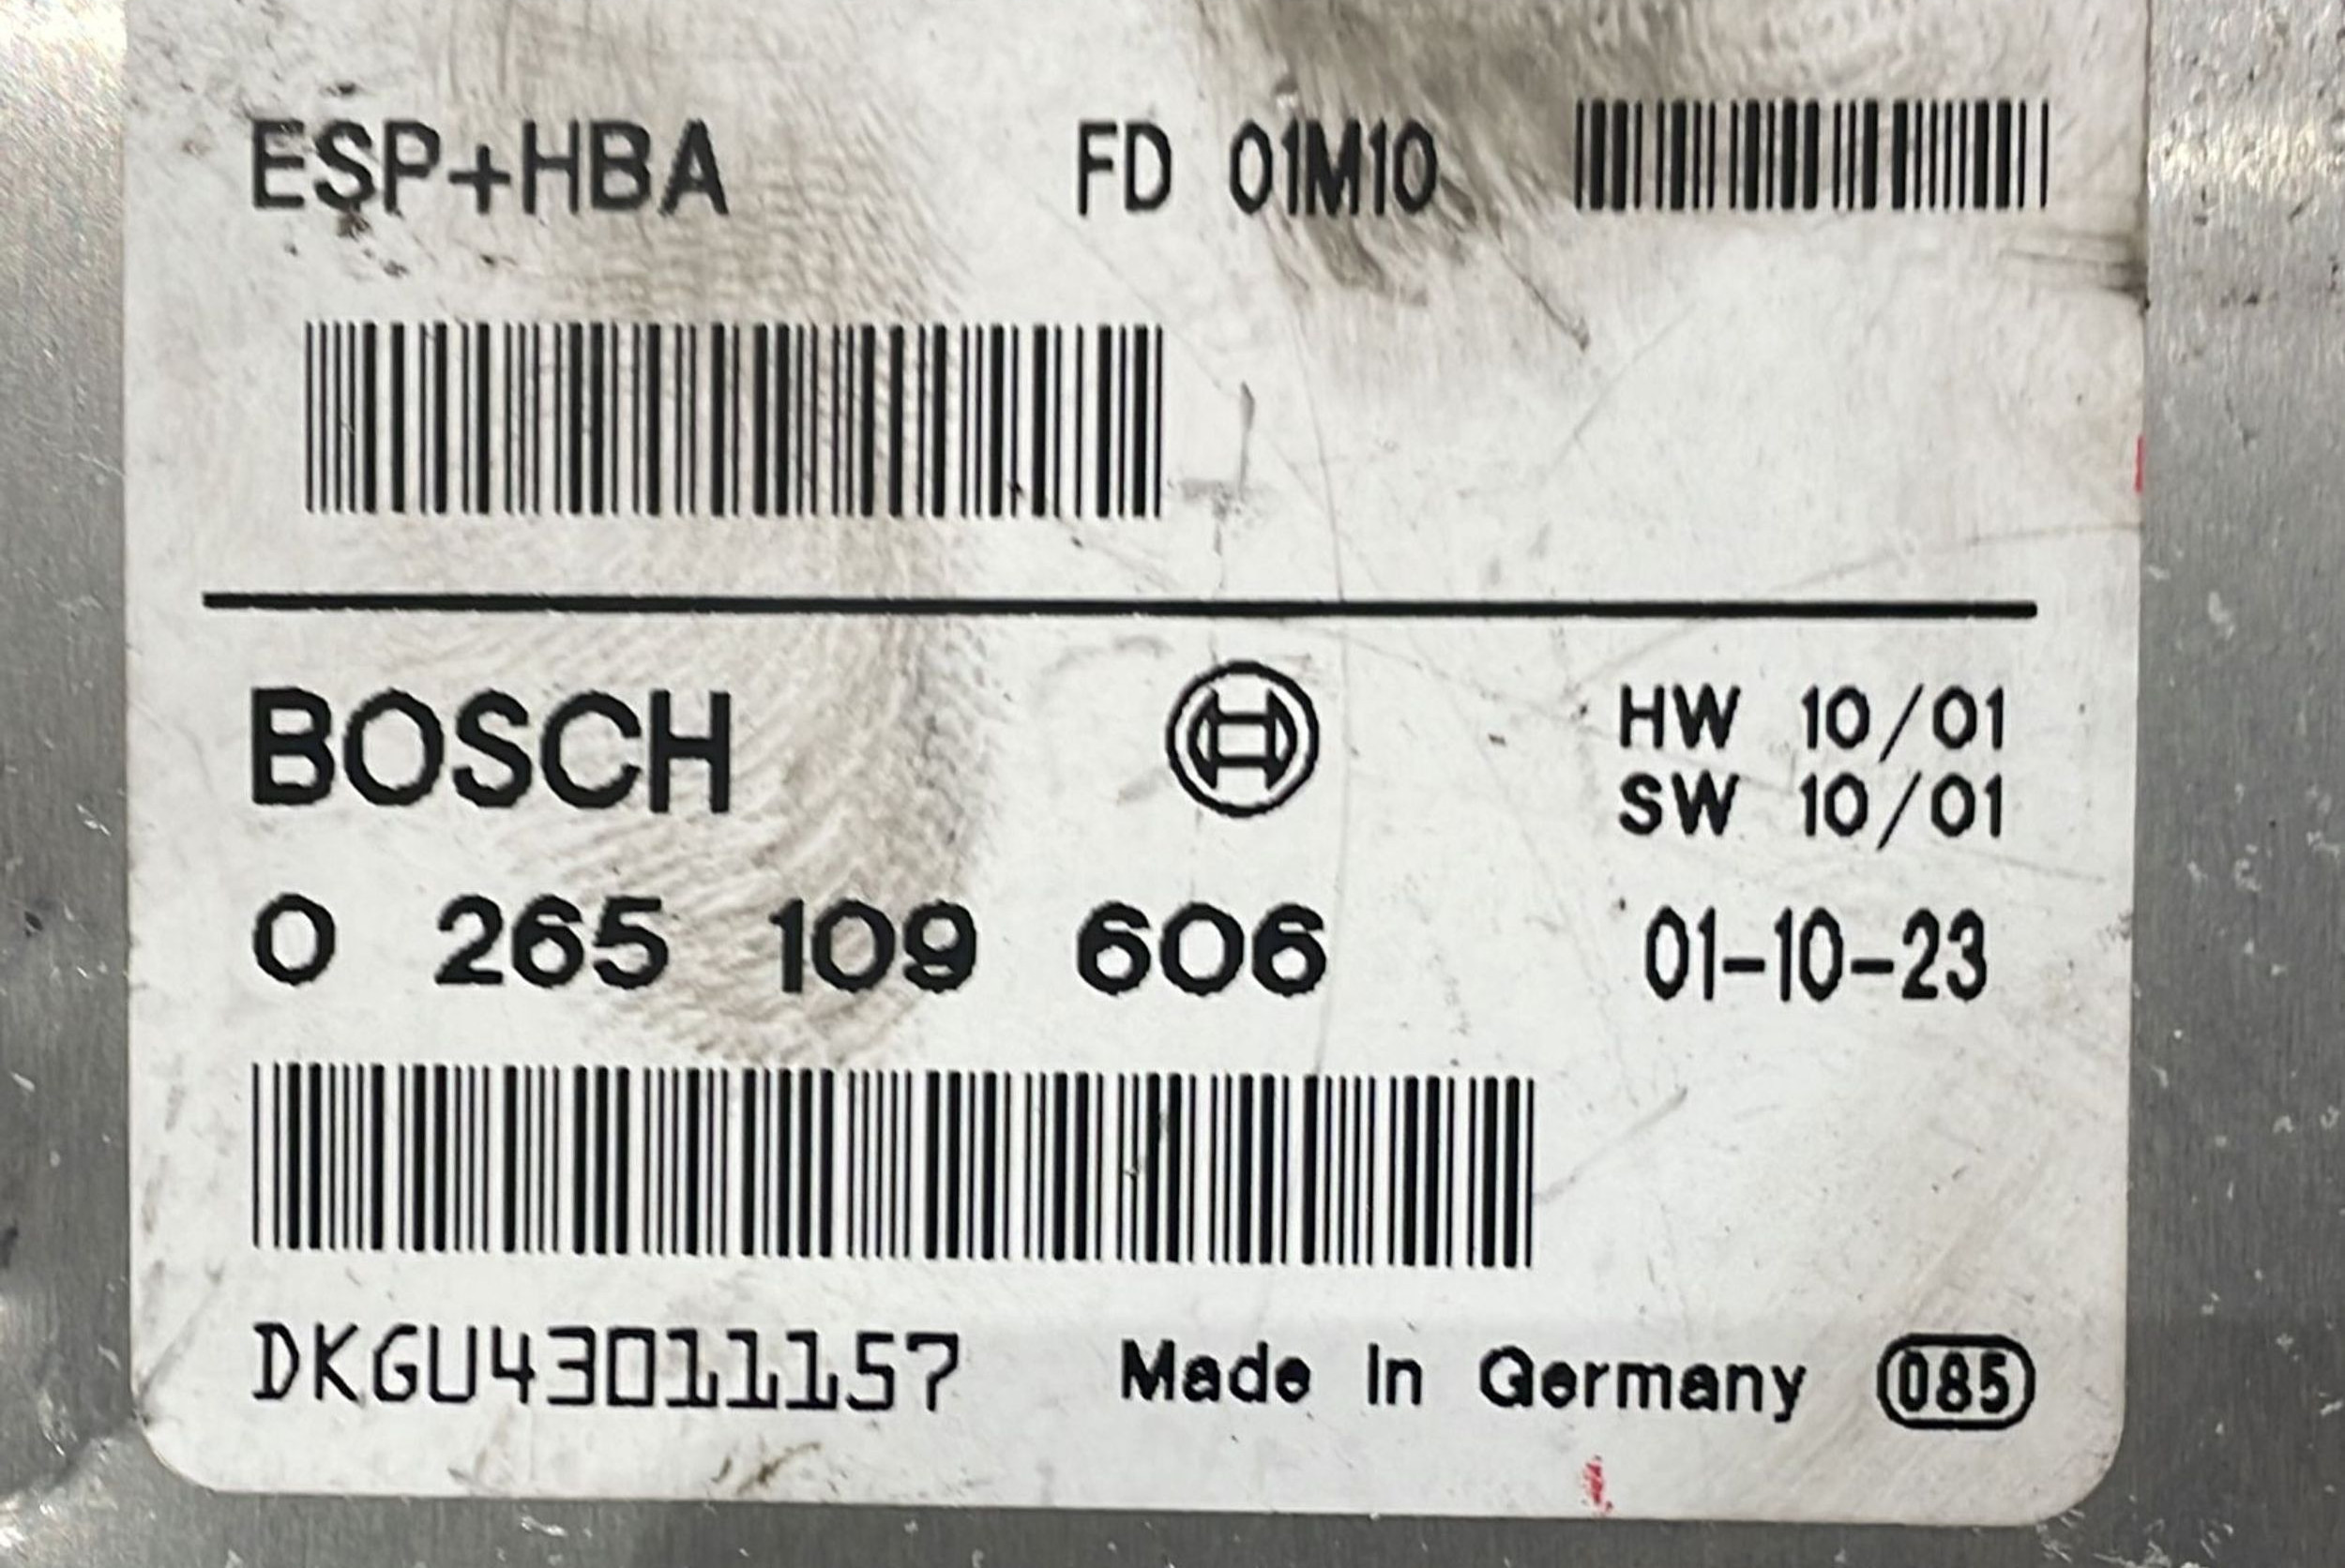 ESP+HBA FD 01M10
BOSCH HW 10/01
SW 10/01
0 265 109 606 01-10-23
DKGU43011157 Made In Germany 085